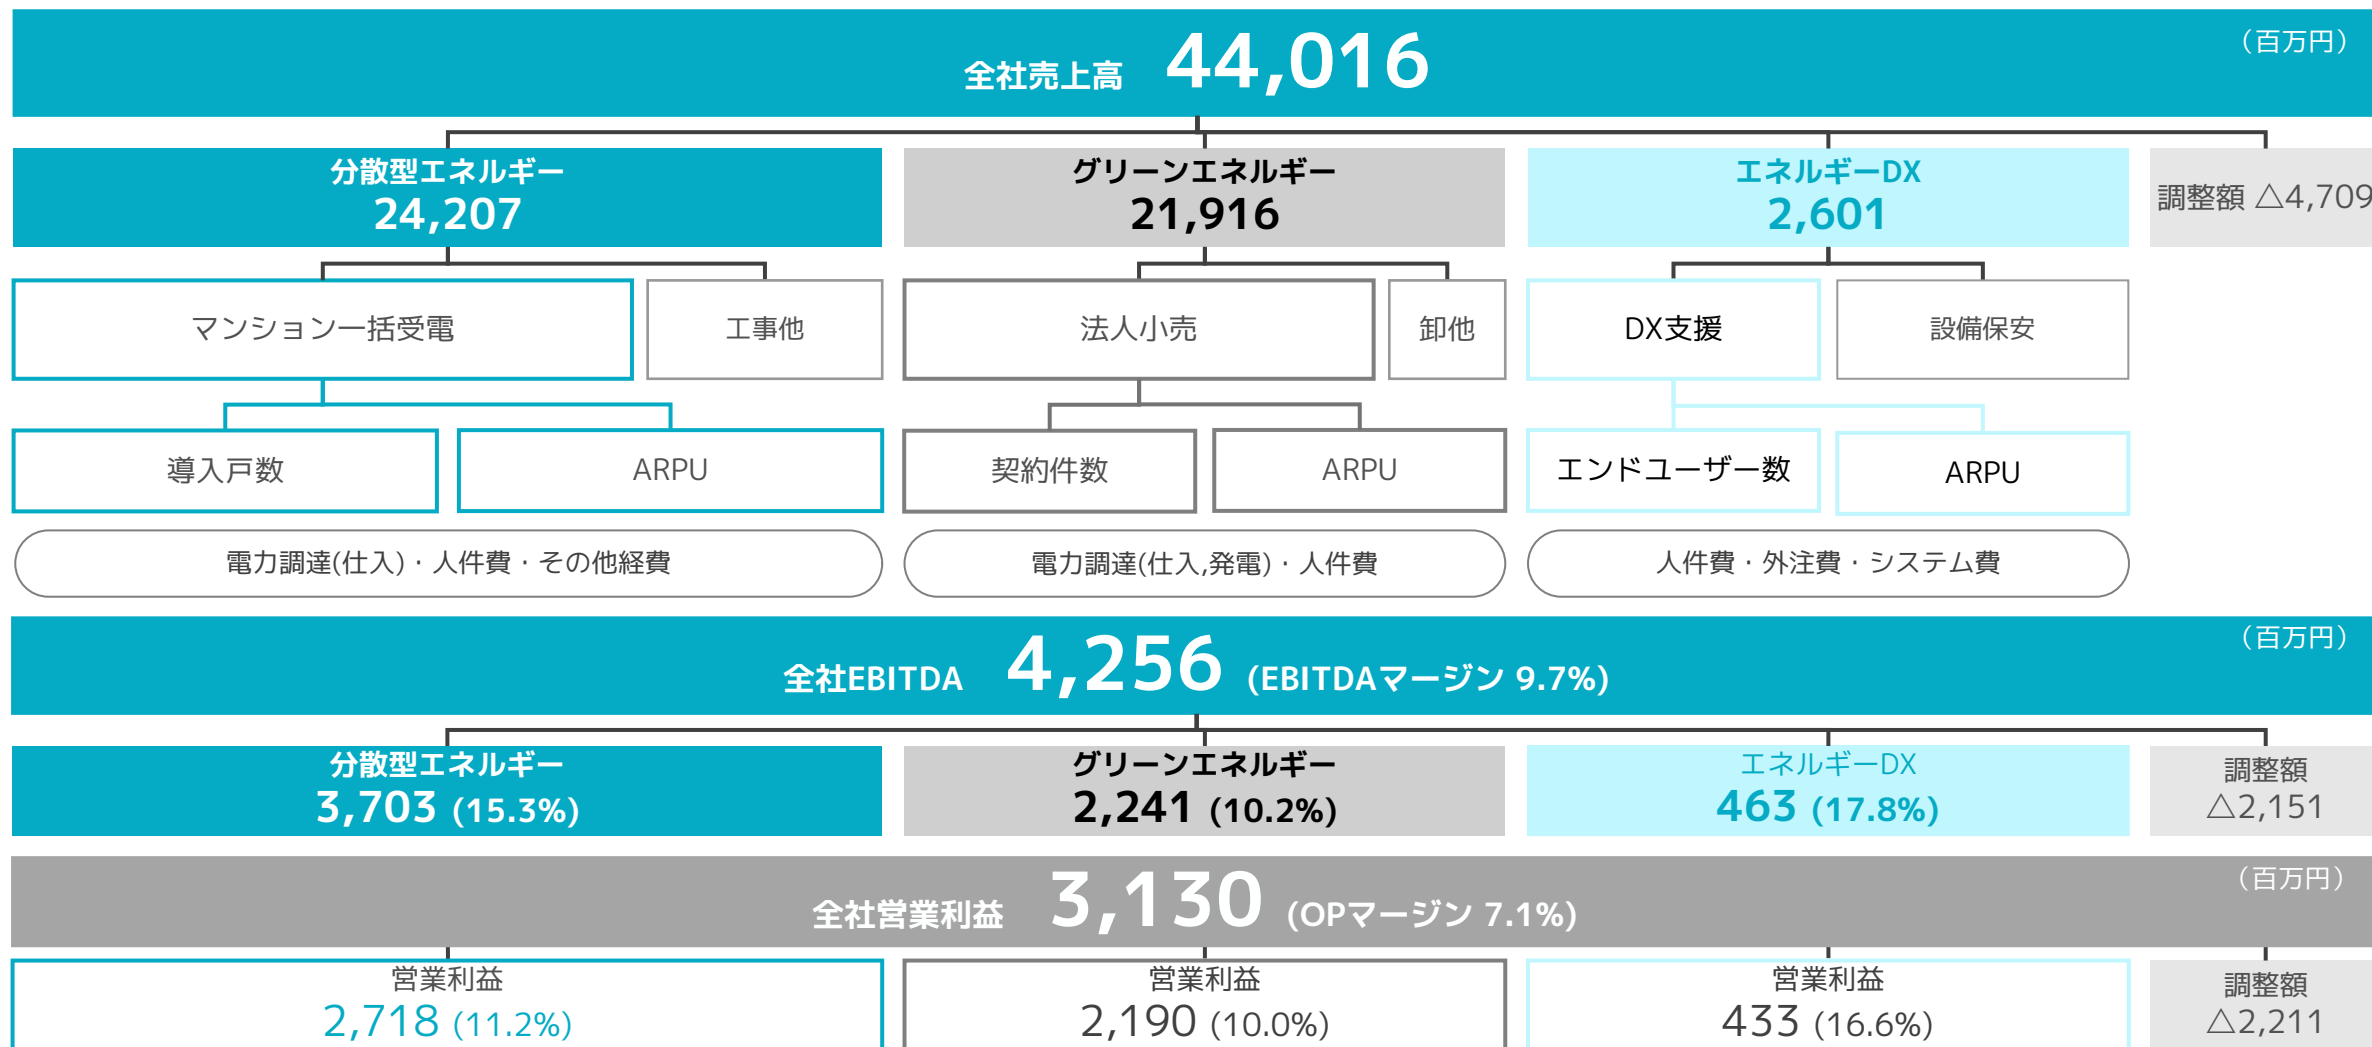 （百万円）
全社売上高 44,016
分散型エネルギー
24,207
グリーンエネルギー
21,916
エネルギーDX
2,601
調整額 △4,709
マンション一括受電
工事他
法人小売
卸他
DX支援
設備保安
導入戸数
ARPU
契約件数
ARPU
エンドユーザー数
ARPU
電力調達(仕入)・人件費・その他経費
電力調達(仕入,発電)・人件費
人件費・外注費・システム費
（百万円）
全社EBITDA 4,256 (EBITDAマージン 9.7%)
分散型エネルギー
3,703 (15.3%)
グリーンエネルギー
2,241 (10.2%)
エネルギーDX
463 (17.8%)
調整額
△2,151
（百万円）
全社営業利益 3,130 (OPマージン 7.1%)
営業利益
2,718 (11.2%)
営業利益
2,190 (10.0%)
営業利益
433 (16.6%)
調整額
△2,211